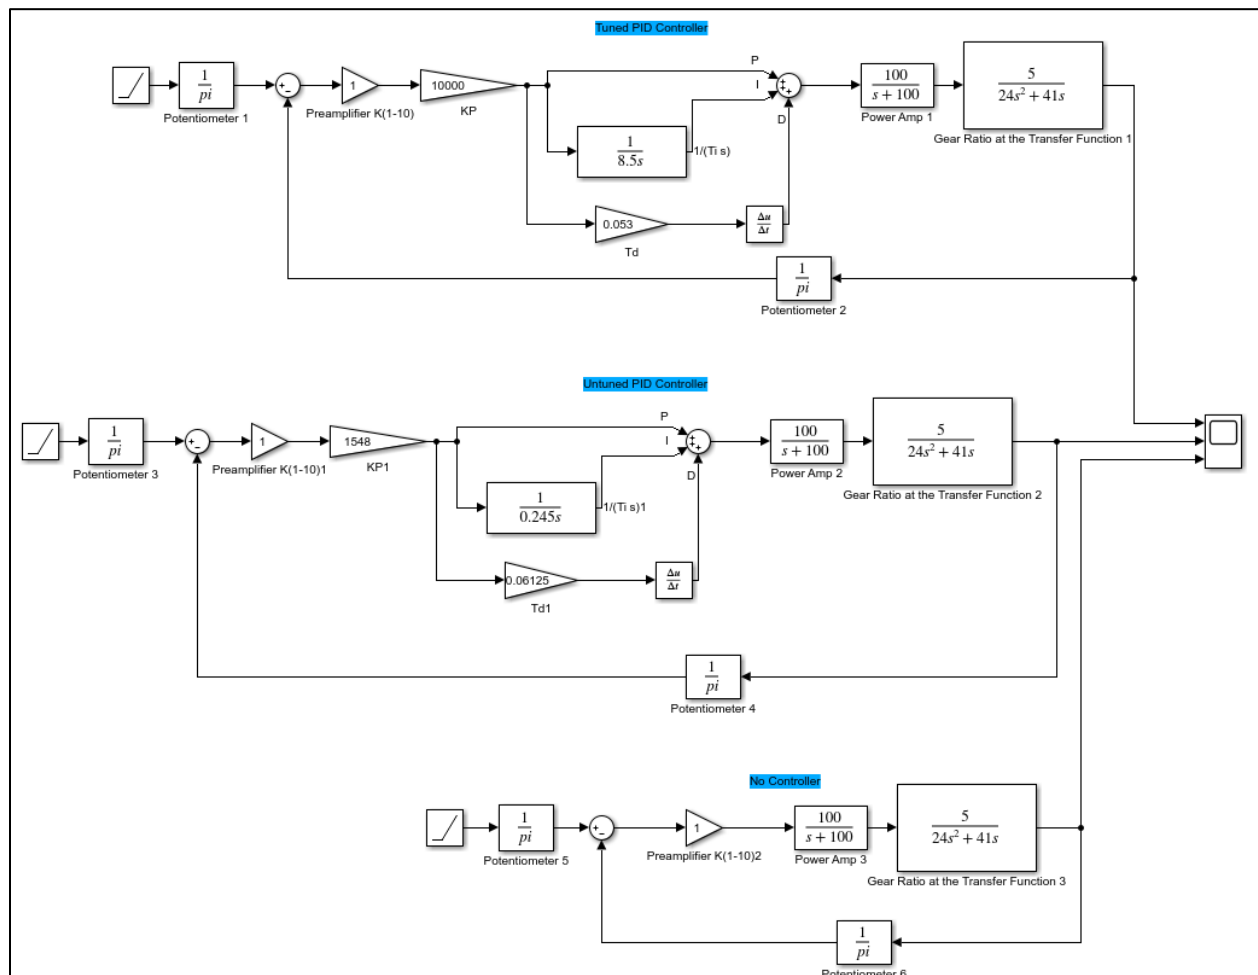 Tuned PID Controller
1
pi
Potentiometer 1
+
−
1
Preamplifier K(1-10)
10000
KP
P
I
D
+
+
+
1
8.5s
1/(Ti s)
0.053
Td
Δu
Δt
100
s + 100
Power Amp 1
5
24s² + 41s
Gear Ratio at the Transfer Function 1
1
pi
Potentiometer 2
Untuned PID Controller
1
pi
Potentiometer 3
+
−
1
Preamplifier K(1-10)1
1548
KP1
P
I
D
+
+
+
1
0.245s
1/(Ti s)1
0.06125
Td1
Δu
Δt
100
s + 100
Power Amp 2
5
24s² + 41s
Gear Ratio at the Transfer Function 2
1
pi
Potentiometer 4
No Controller
1
pi
Potentiometer 5
+
−
1
Preamplifier K(1-10)2
100
s + 100
Power Amp 3
5
24s² + 41s
Gear Ratio at the Transfer Function 3
1
pi
Potentiometer 6